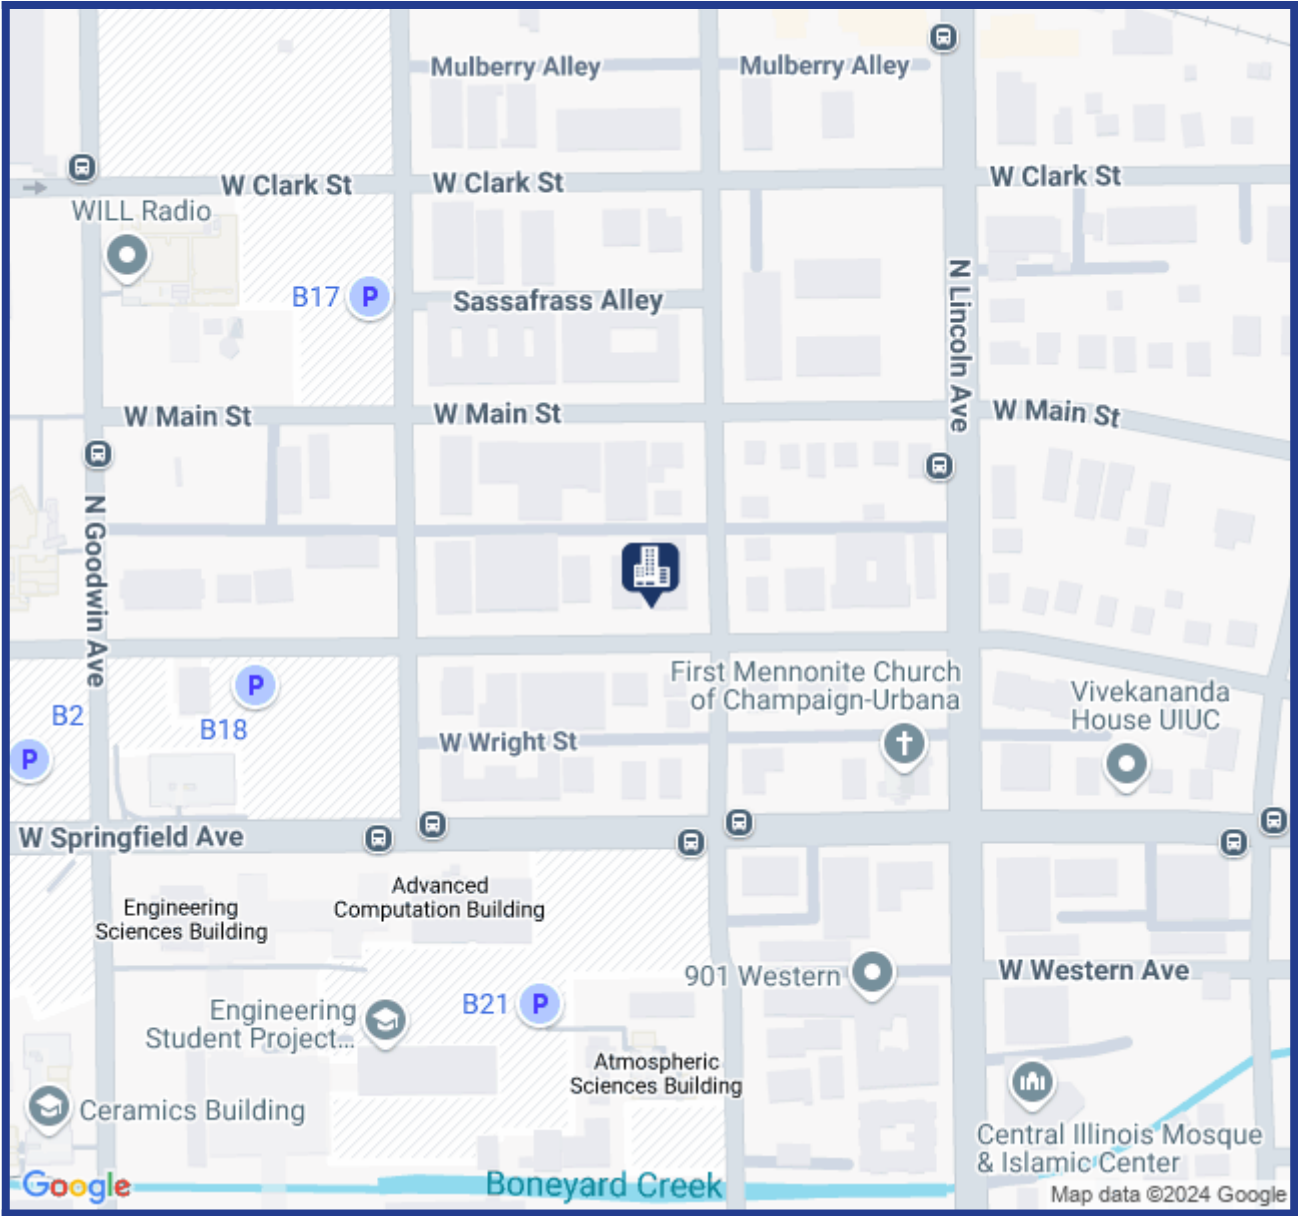 Mulberry Alley
Mulberry Alley
W Clark St
W Clark St
W Clark St
WILL Radio
B17
P
Sassafrass Alley
N Lincoln Ave
W Main St
W Main St
W Main St
N Goodwin Ave
First Mennonite Church
of Champaign-Urbana
P
B18
B2
P
Vivekananda
House UIUC
W Wright St
W Springfield Ave
Advanced
Computation Building
Engineering
Sciences Building
901 Western
W Western Ave
Engineering
Student Project...
B21
P
Atmospheric
Sciences Building
Ceramics Building
Central Illinois Mosque
& Islamic Center
Boneyard Creek
Google
Map data ©2024 Google